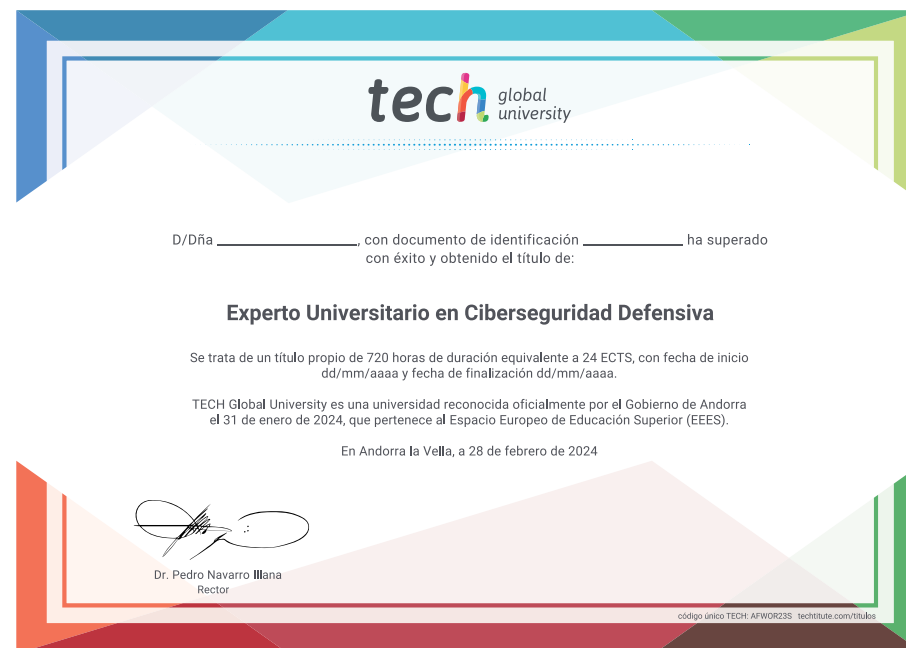 tech global university
D/Dña ____________________, con documento de identificación ______________ ha superado
con éxito y obtenido el título de:
Experto Universitario en Ciberseguridad Defensiva
Se trata de un título propio de 720 horas de duración equivalente a 24 ECTS, con fecha de inicio
dd/mm/aaaa y fecha de finalización dd/mm/aaaa.
TECH Global University es una universidad reconocida oficialmente por el Gobierno de Andorra
el 31 de enero de 2024, que pertenece al Espacio Europeo de Educación Superior (EEES).
En Andorra la Vella, a 28 de febrero de 2024
Dr. Pedro Navarro Illana
Rector
código único TECH: AFWOR23S techtitute.com/titulos